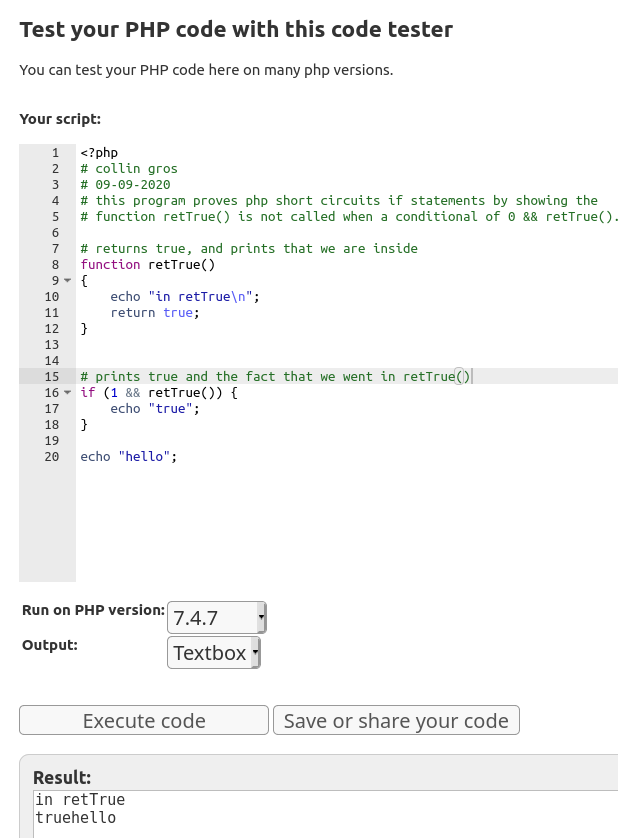 Test your PHP code with this code tester
You can test your PHP code here on many php versions.
Your script:
1 <?php
2 # collin gros
3 # 09-09-2020
4 # this program proves php short circuits if statements by showing the
5 # function retTrue() is not called when a conditional of 0 && retTrue().
6
7 # returns true, and prints that we are inside
8 function retTrue()
9 {
10     echo "in retTrue\n";
11     return true;
12 }
13
14
15 # prints true and the fact that we went in retTrue()
16 if (1 && retTrue()) {
17     echo "true";
18 }
19
20 echo "hello";
Run on PHP version: 7.4.7
Output: Textbox
Execute code Save or share your code
Result:
in retTrue
truehello